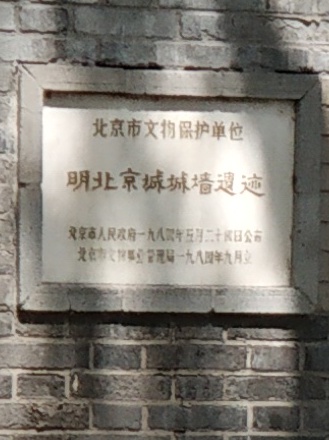 北京市文物保护单位
明北京城城墙遗迹
北京市人民政府一九八四年五月二十四日公布
北京市文物事业管理局一九八四年九月立